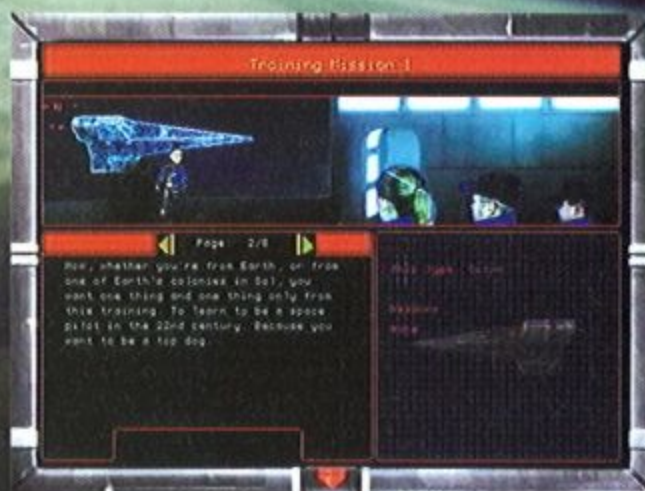 Training Mission 1
Page 2/8
Now, whether you're from Earth, or from
one of Earth's colonies in Sol, you
want one thing and one thing only from
this training. To learn to be a space
pilot in the 22nd century. Because you
want to be a top dog.
Weapons
None